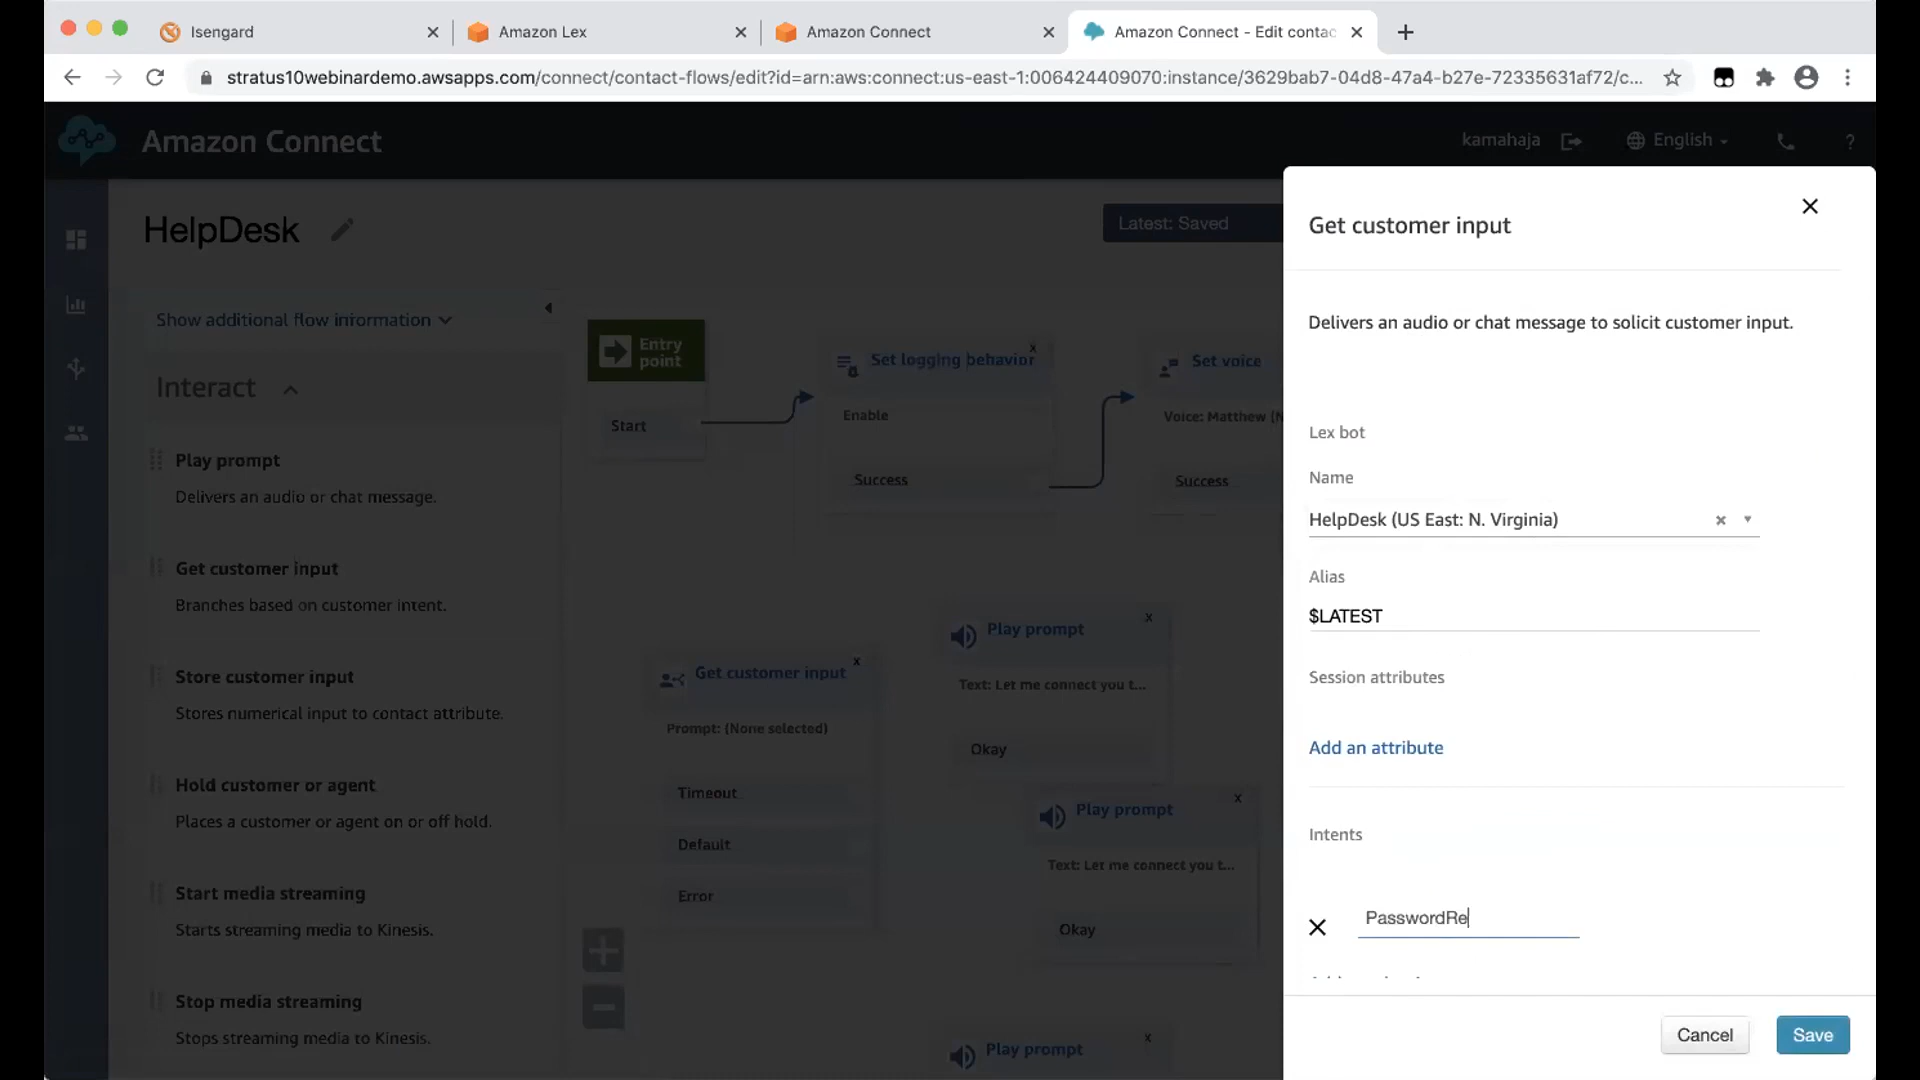 Isengard
Amazon Lex
Amazon Connect
Amazon Connect - Edit contac
stratus10webinardemo.awsapps.com/connect/contact-flows/edit?id=arn:aws:connect:us-east-1:006424409070:instance/3629bab7-04d8-47a4-b27e-72335631af72/c...
Amazon Connect
kamahaja
English
?
HelpDesk
Latest: Saved
Show additional flow information
Interact
Play prompt
Delivers an audio or chat message.
Get customer input
Branches based on customer intent.
Store customer input
Stores numerical input to contact attribute.
Hold customer or agent
Places a customer or agent on or off hold.
Start media streaming
Starts streaming media to Kinesis.
Stop media streaming
Stops streaming media to Kinesis.
Entry
point
Start
Set logging behavior
x
Enable
Success
Set voice
Voice: Matthew (N
Success
Get customer input
x
Prompt: (None selected)
Timeout
Default
Error
Play prompt
x
Text: Let me connect you t...
Okay
Play prompt
x
Text: Let me connect you t...
Okay
Play prompt
x
Get customer input
Delivers an audio or chat message to solicit customer input.
Lex bot
Name
HelpDesk (US East: N. Virginia)
Alias
$LATEST
Session attributes
Add an attribute
Intents
PasswordRe
Cancel
Save